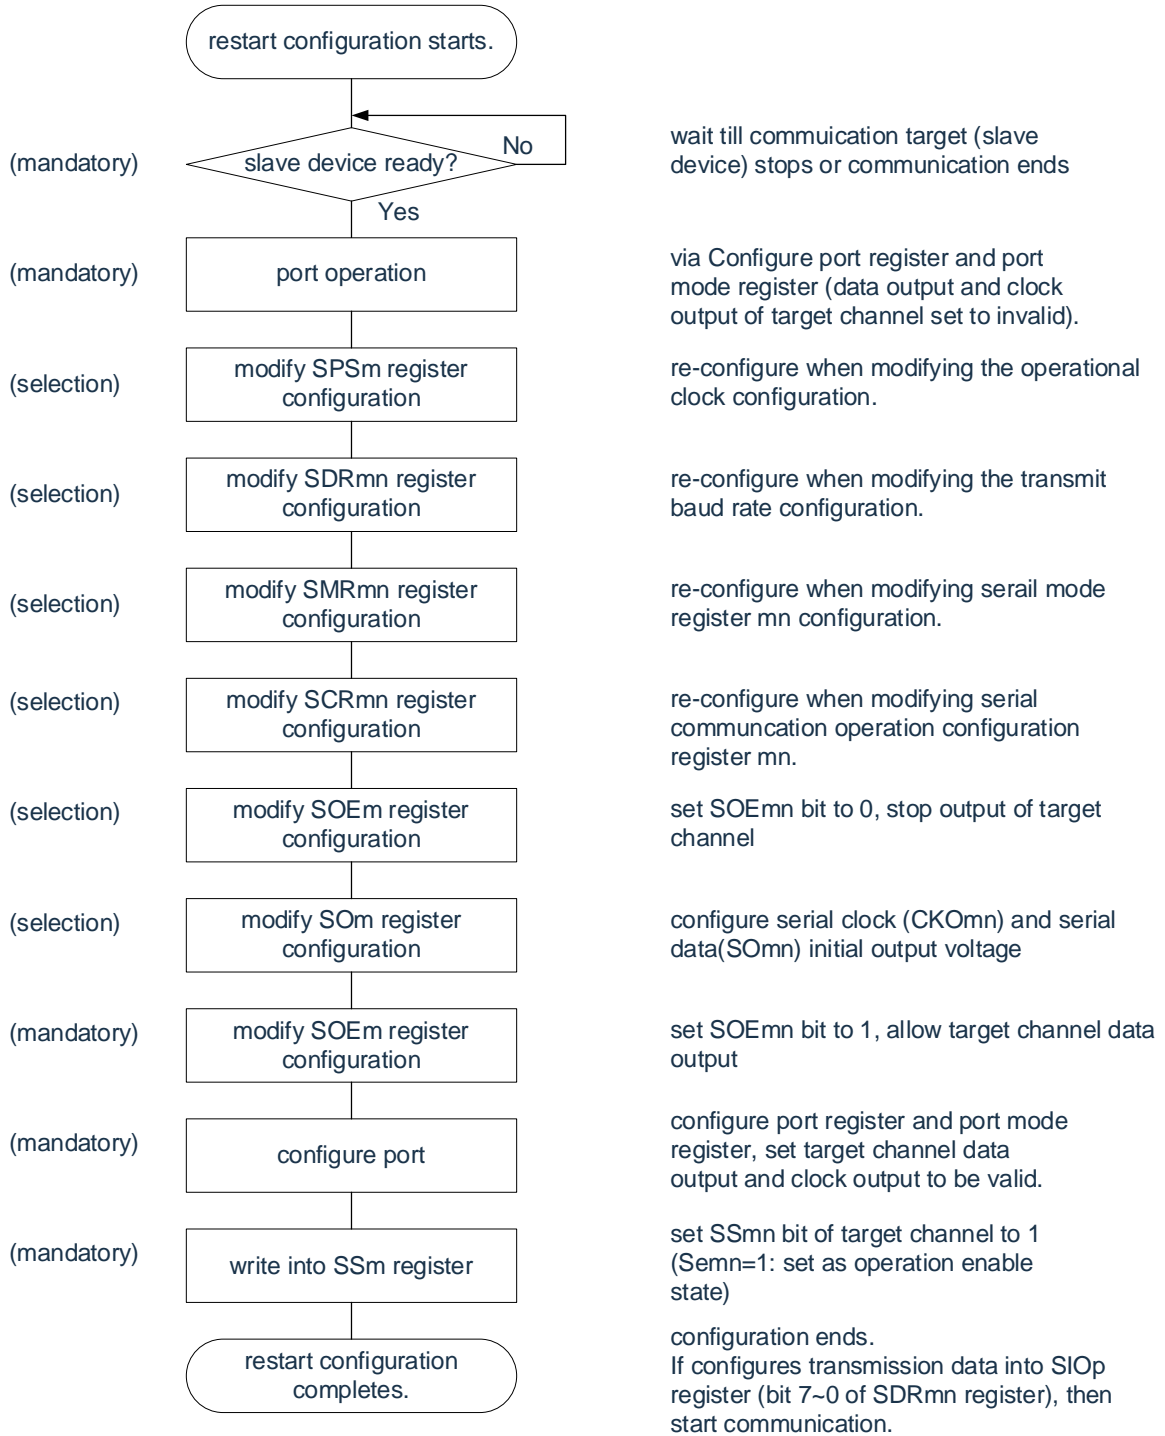 restart configuration starts.
(mandatory)
slave device ready?
No
wait till commuication target (slave
device) stops or communication ends
Yes
(mandatory)
port operation
via Configure port register and port
mode register (data output and clock
output of target channel set to invalid).
(selection)
modify SPSm register
configuration
re-configure when modifying the operational
clock configuration.
(selection)
modify SDRmn register
configuration
re-configure when modifying the transmit
baud rate configuration.
(selection)
modify SMRmn register
configuration
re-configure when modifying serail mode
register mn configuration.
(selection)
modify SCRmn register
configuration
re-configure when modifying serial
communcation operation configuration
register mn.
(selection)
modify SOEm register
configuration
set SOEmn bit to 0, stop output of target
channel
(selection)
modify SOm register
configuration
configure serial clock (CKOmn) and serial
data(SOmn) initial output voltage
(mandatory)
modify SOEm register
configuration
set SOEmn bit to 1, allow target channel data
output
(mandatory)
configure port
configure port register and port mode
register, set target channel data
output and clock output to be valid.
(mandatory)
write into SSm register
set SSmn bit of target channel to 1
(Semn=1: set as operation enable
state)
restart configuration
completes.
configuration ends.
If configures transmission data into SIOp
register (bit 7~0 of SDRmn register), then
start communication.